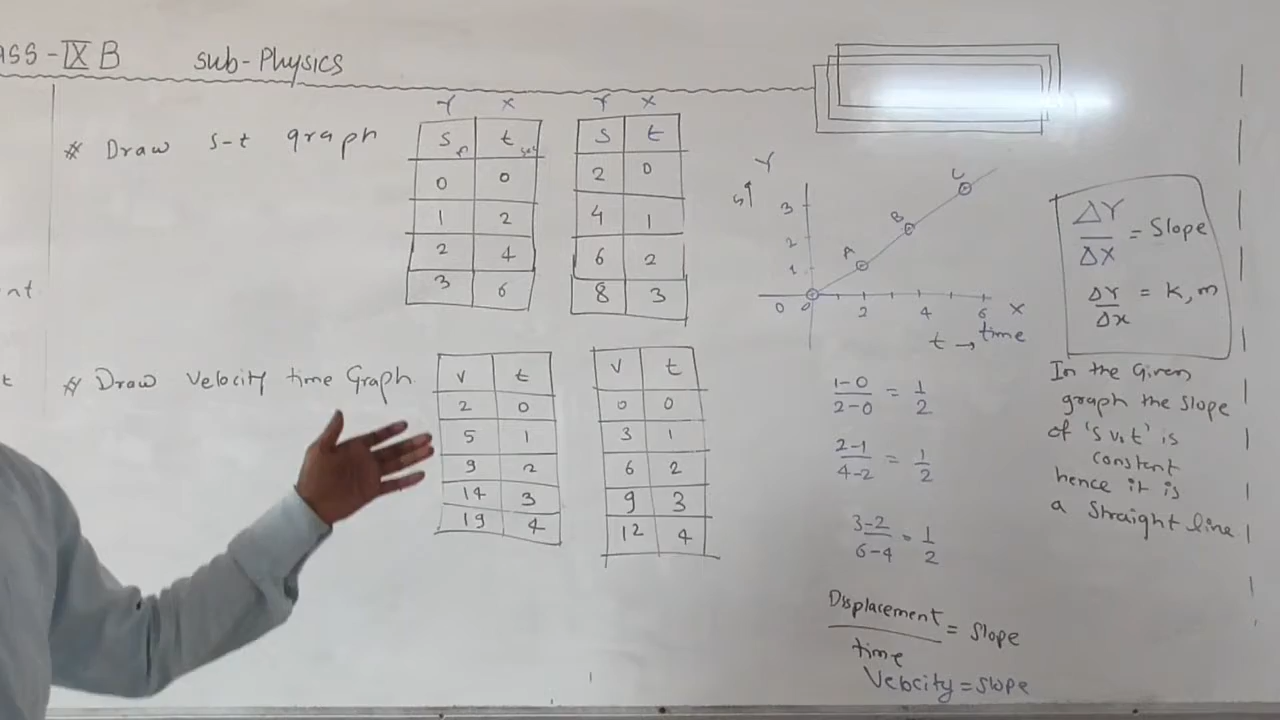 ASS-IX B
Sub-Physics
# Draw s-t graph
Y X
S t
0 0
1 2
2 4
3 6
Y X
S t
2 0
4 1
6 2
8 3
# Draw velocity time Graph
V t
2 0
5 1
9 2
14 3
19 4
V t
0 0
3 1
6 2
9 3
12 4
Y
S↑
3
2
1
A
B
C
0 0 2 4 6 X
t → time
1-0/2-0 = 1/2
2-1/4-2 = 1/2
3-2/6-4 = 1/2
Displacement/time = Slope
Velocity = slope
ΔY/ΔX = Slope
ΔY/Δx = K, m
In the Given
graph the slope
of 's v.t' is
constant
hence it is
a straight line
nt
t